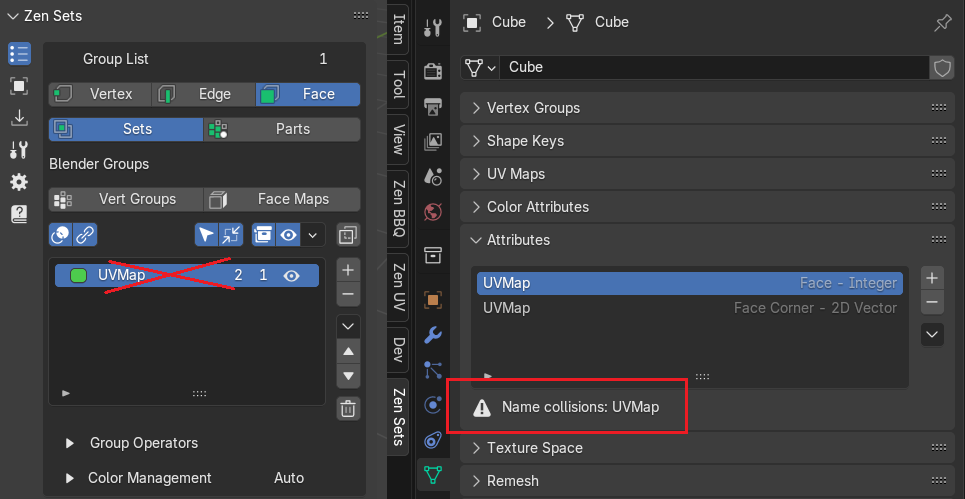 Zen Sets
Group List 1
Vertex Edge Face
Sets Parts
Blender Groups
Vert Groups Face Maps
UVMap 2 1
Group Operators
Color Management Auto
Item
Tool
View
Zen BBQ
Zen UV
Dev
Zen Sets
Cube Cube
Cube
Vertex Groups
Shape Keys
UV Maps
Color Attributes
Attributes
UVMap Face - Integer
UVMap Face Corner - 2D Vector
Name collisions: UVMap
Texture Space
Remesh